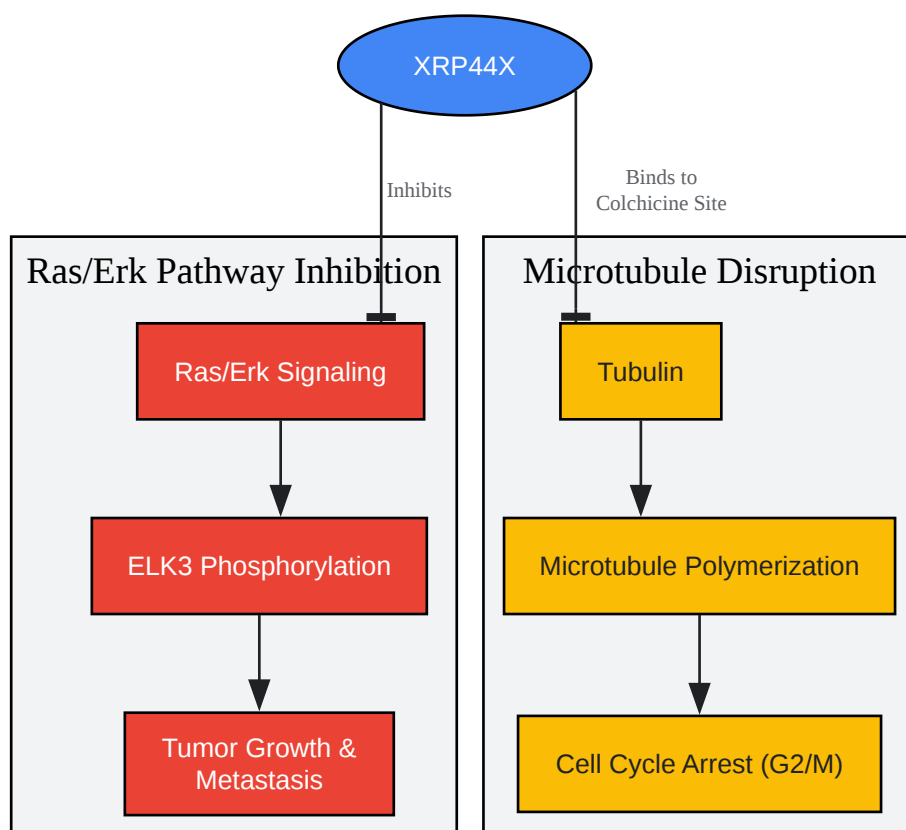 XRP44X
Inhibits
Binds to
Colchicine Site
Ras/Erk Pathway Inhibition
Microtubule Disruption
Ras/Erk Signaling
Tubulin
ELK3 Phosphorylation
Microtubule Polymerization
Tumor Growth &
Metastasis
Cell Cycle Arrest (G2/M)